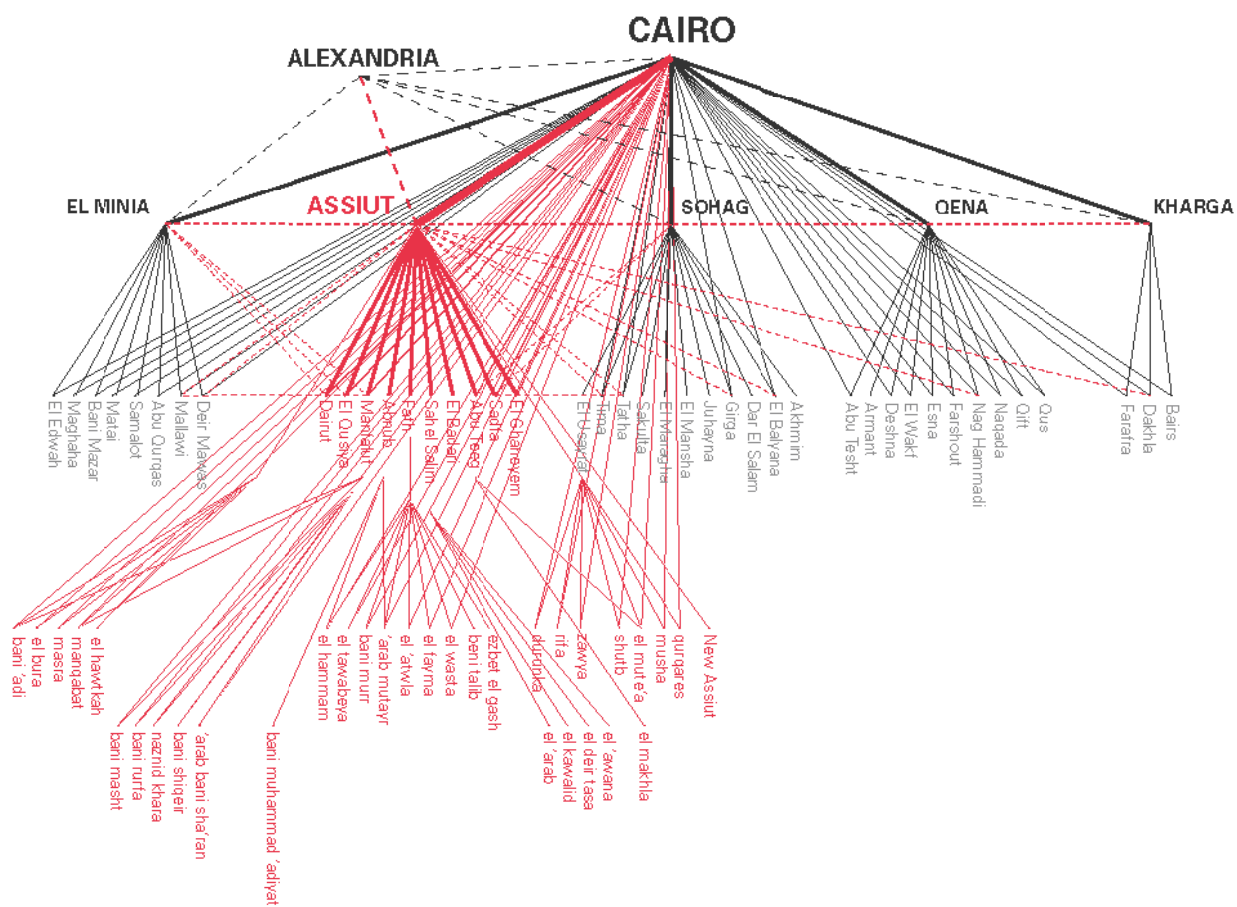 CAIRO
ALEXANDRIA
EL MINIA
ASSIUT
SOHAG
QENA
KHARGA
El Edwah
Maghaha
Bani Mazar
Matai
Samalot
Abu Qurqas
Mallawi
Deir Mawas
Dairut
El Qusiya
Manfalut
Abnub
Fath
Sahel Salim
El Badari
Abu Teeg
Sadfa
El Ghaneyem
El Usayrat
Tima
Tatha
Sakulta
El Maragha
El Mansha
Juhayna
Girga
Dar El Salam
El Balyana
Akhmim
Abu Tesht
Armant
Deshna
El Wakf
Esna
Farshout
Nag Hammadi
Naqada
Qift
Qus
Farafra
Dakhla
Bairs
bani 'adi
el bura
masra
manqabat
el hawtkah
el hammam
el tawabeya
bani murr
'arab mutayr
el 'atwla
el fayma
el wasta
beni talib
ezbet el gash
durunka
rifa
zawya
shutb
el mute'a
musha
qurqares
New Assiut
bani masht
bani rurfa
naznid khara
bani shiqeir
'arab bani sha'ran
bani muhammad 'adiyat
el 'arab
el kawalid
el deir tasa
el 'awana
el makhla